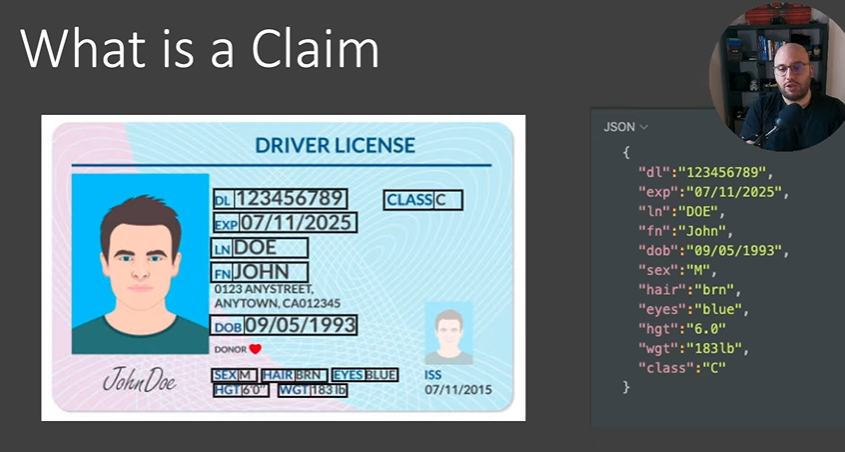 What is a Claim
DRIVER LICENSE
DL 123456789 CLASS C
EXP 07/11/2025
LN DOE
FN JOHN
0123 ANYSTREET,
ANYTOWN, CA012345
DOB 09/05/1993
DONOR
SEX M HAIR BRN EYES BLUE
HGT 6'0" WGT 183 lb
John Doe
ISS
07/11/2015
JSON
{
"dl":"123456789",
"exp":"07/11/2025",
"ln":"DOE",
"fn":"John",
"dob":"09/05/1993",
"sex":"M",
"hair":"brn",
"eyes":"blue",
"hgt":"6.0",
"wgt":"183lb",
"class":"C"
}